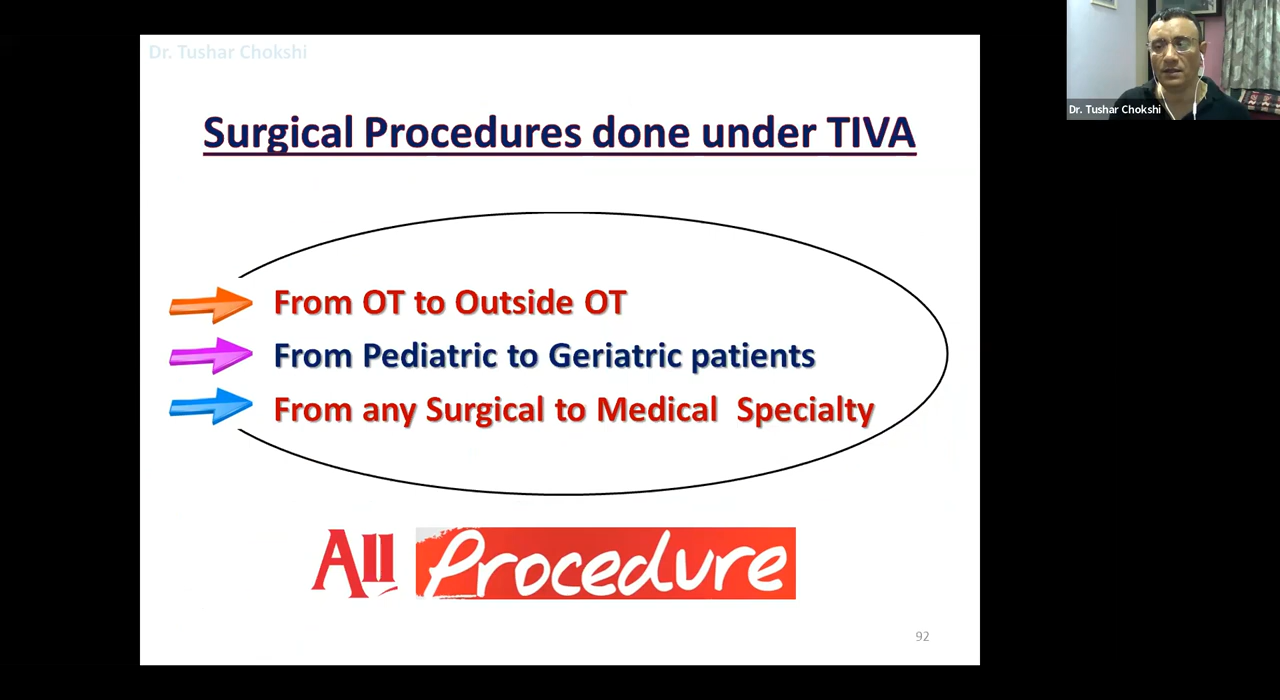 Dr. Tushar Chokshi
Dr. Tushar Chokshi
Surgical Procedures done under TIVA
From OT to Outside OT
From Pediatric to Geriatric patients
From any Surgical to Medical Specialty
All Procedure
92